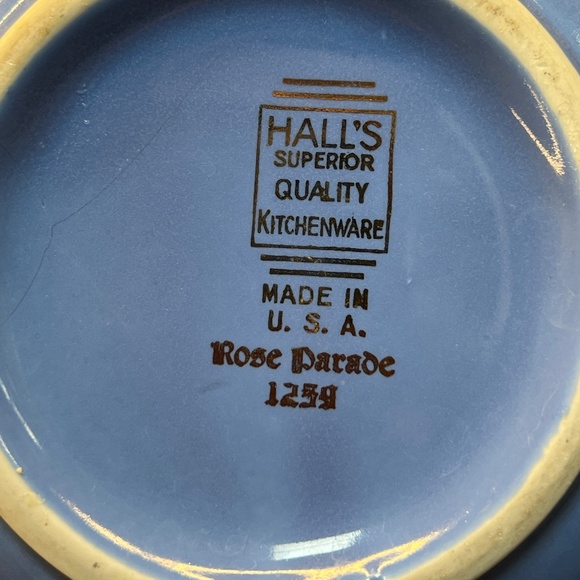 HALL'S
SUPERIOR
QUALITY
KITCHENWARE
MADE IN
U. S. A.
Rose Parade
1259